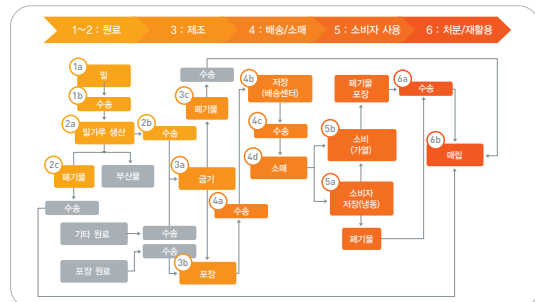 1~2 : 원료
3 : 제조
4 : 배송/소매
5 : 소비자 사용
6 : 처분/재활용
1a
밀
1b
수송
2a
밀가루 생산
2b
수송
2c
폐기물
부산물
수송
기타 원료
수송
포장 원료
수송
수송
3c
폐기물
3a
굽기
3b
포장
4a
수송
4b
저장
(배송센터)
4c
수송
4d
소매
폐기물
포장
5b
소비
(가열)
5a
소비자
저장(냉동)
폐기물
6a
수송
6b
매립